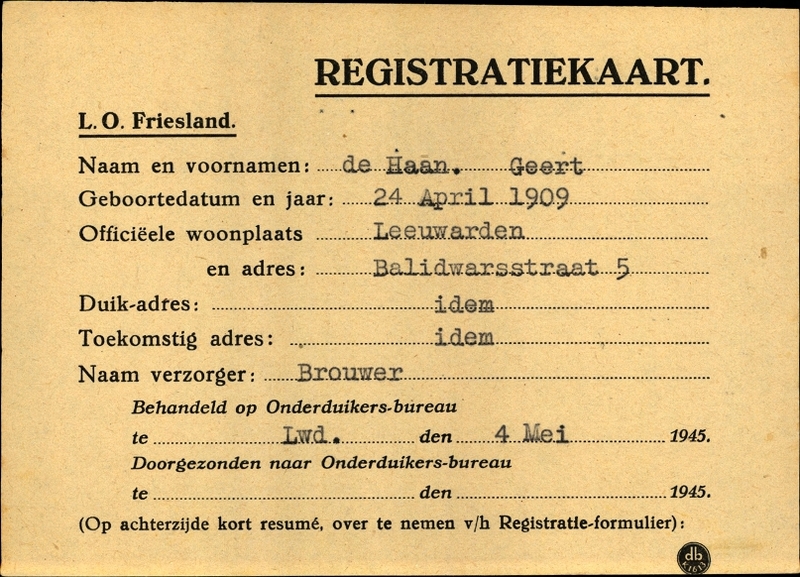 REGISTRATIEKAART.
L. O. Friesland.
Naam en voornamen: de Haan. Geert
Geboortedatum en jaar: 24 April 1909
Officiëele woonplaats Leeuwarden
en adres: Balidwarsstraat 5
Duik-adres: idem
Toekomstig adres: idem
Naam verzorger: Brouwer
Behandeld op Onderduikers-bureau
te Lwd. den 4 Mei 1945.
Doorgezonden naar Onderduikers-bureau
te den 1945.
(Op achterzijde kort resumé, over te nemen v/h Registratie-formulier):
db
K 1613